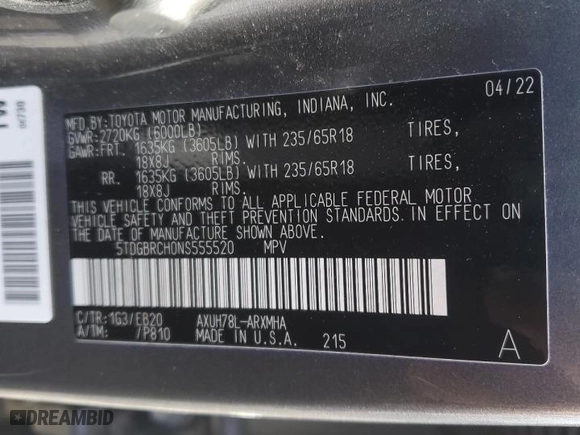 MFD.BY:TOYOTA MOTOR MANUFACTURING, INDIANA, INC. 04/22
GVWR:2720KG (6000LB)
GAWR:FRT. 1635KG (3605LB) WITH 235/65R18 TIRES,
18X8J RIMS.
RR. 1635KG (3605LB) WITH 235/65R18 TIRES,
18X8J RIMS.
THIS VEHICLE CONFORMS TO ALL APPLICABLE FEDERAL MOTOR
VEHICLE SAFETY AND THEFT PREVENTION STANDARDS. IN EFFECT ON
THE DATE OF MANUFACTURE SHOWN ABOVE.
5TDGBRCH0NS555520 MPV
C/TR:1G3/EB20 AXUH78L-ARXMHA
A/TM: /P810 MADE IN U.S.A. 215 A
DREAMBID